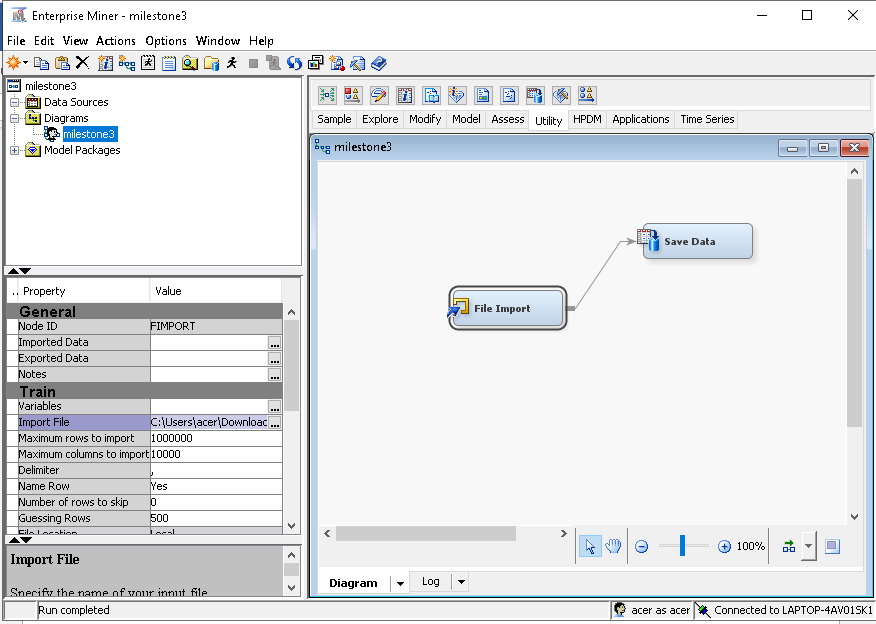 Enterprise Miner - milestone3
File Edit View Actions Options Window Help
milestone3
Data Sources
Diagrams
milestone3
Model Packages
.. Property Value
General
Node ID FIMPORT
Imported Data ...
Exported Data ...
Notes ...
Train
Variables ...
Import File C:\Users\acer\Downloac ...
Maximum rows to import 1000000
Maximum columns to import 10000
Delimiter ,
Name Row Yes
Number of rows to skip 0
Guessing Rows 500
File Location Local
Import File
Specify the name of your input file
Run completed
Sample Explore Modify Model Assess Utility HPDM Applications Time Series
milestone3
Save Data
File Import
100%
Diagram Log
acer as acer Connected to LAPTOP-4AV01SK1